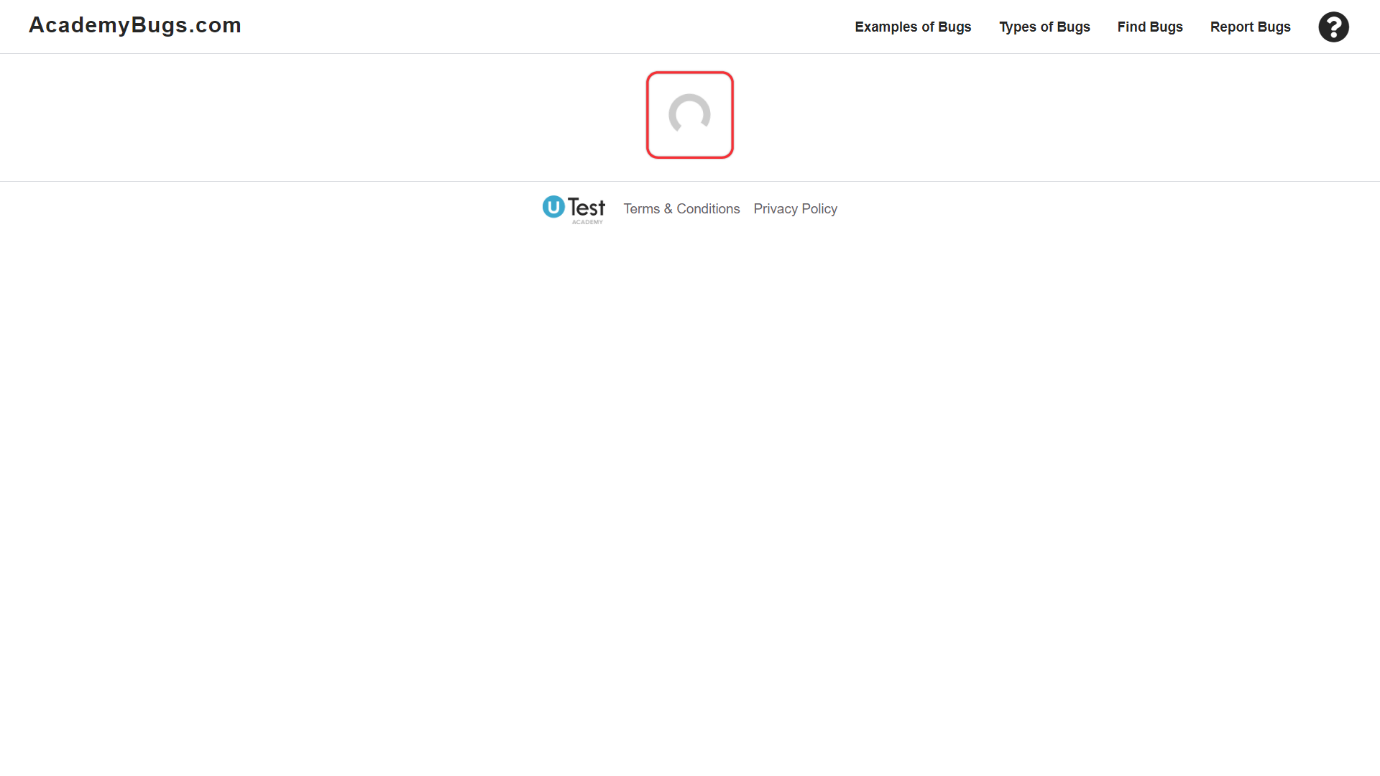 AcademyBugs.com
Examples of Bugs Types of Bugs Find Bugs Report Bugs ?
U Test ACADEMY Terms & Conditions Privacy Policy